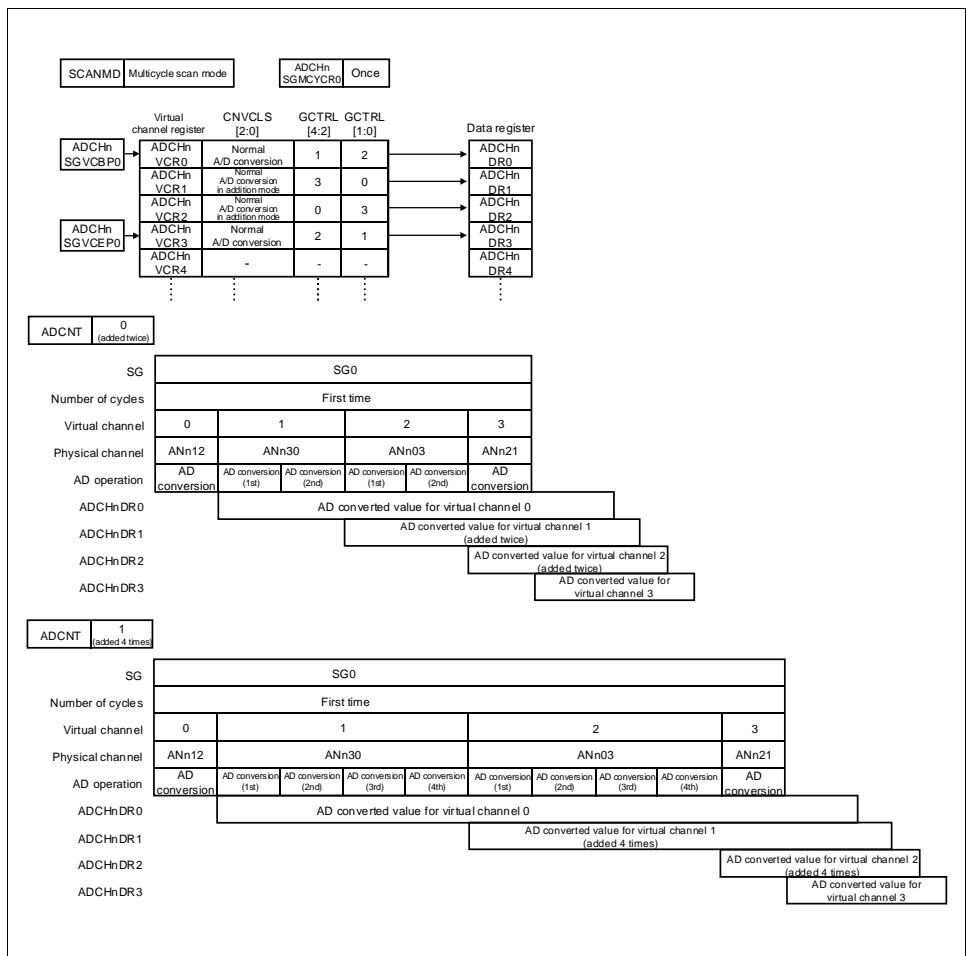 SCANMD Multicycle scan mode
ADCHn
SGMCYCR0 Once
Virtual
channel register
CNVCLS
[2:0]
GCTRL
[4:2]
GCTRL
[1:0]
Data register
ADCHn
SGVCBP0
ADCHn
VCR0
Normal
A/D conversion
1 2
ADCHn
DR0
ADCHn
VCR1
Normal
A/D conversion
in addition mode
3 0
ADCHn
DR1
ADCHn
VCR2
Normal
A/D conversion
in addition mode
0 3
ADCHn
DR2
ADCHn
SGVCEP0
ADCHn
VCR3
Normal
A/D conversion
2 1
ADCHn
DR3
ADCHn
VCR4
- - -
ADCHn
DR4
ADCNT 0
(added twice)
SG SG0
Number of cycles First time
Virtual channel 0 1 2 3
Physical channel ANn12 ANn30 ANn03 ANn21
AD operation
AD
conversion
AD conversion
(1st)
AD conversion
(2nd)
AD conversion
(1st)
AD conversion
(2nd)
AD
conversion
ADCHnDR0 AD converted value for virtual channel 0
ADCHnDR1 AD converted value for virtual channel 1
(added twice)
ADCHnDR2 AD converted value for virtual channel 2
(added twice)
ADCHnDR3 AD converted value for
virtual channel 3
ADCNT 1
(added 4 times)
SG SG0
Number of cycles First time
Virtual channel 0 1 2 3
Physical channel ANn12 ANn30 ANn03 ANn21
AD operation
AD
conversion
AD conversion
(1st)
AD conversion
(2nd)
AD conversion
(3rd)
AD conversion
(4th)
AD conversion
(1st)
AD conversion
(2nd)
AD conversion
(3rd)
AD conversion
(4th)
AD
conversion
ADCHnDR0 AD converted value for virtual channel 0
ADCHnDR1 AD converted value for virtual channel 1
(added 4 times)
ADCHnDR2 AD converted value for virtual channel 2
(added 4 times)
ADCHnDR3 AD converted value for
virtual channel 3